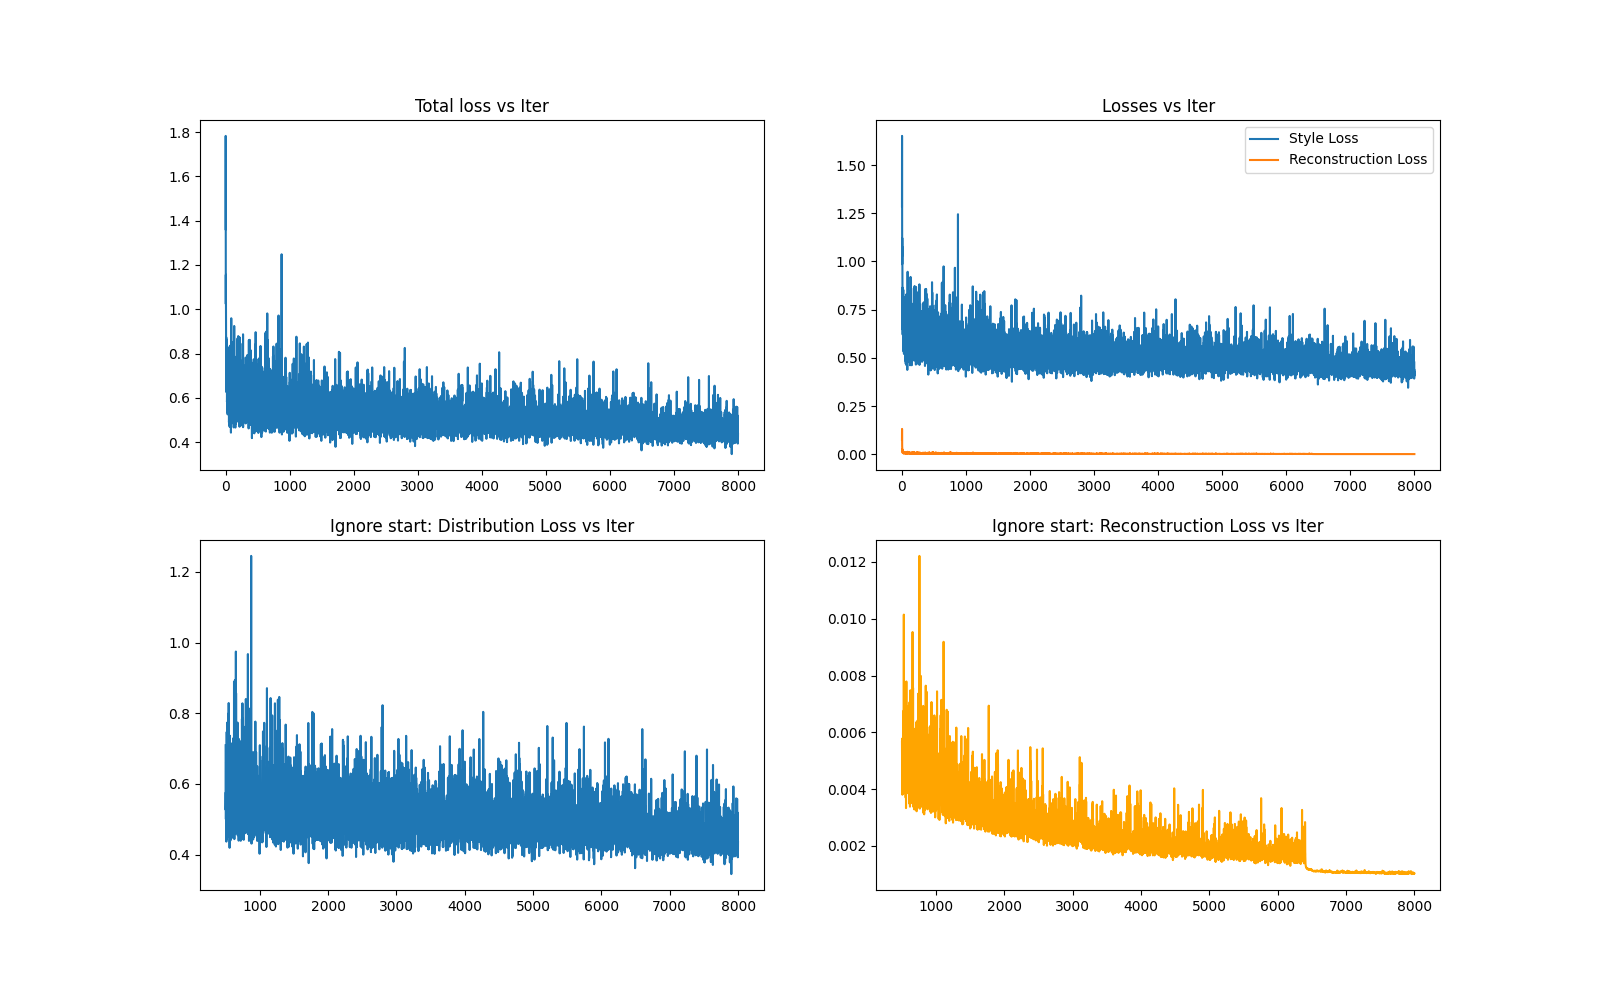 Total loss vs Iter
1.8
1.6
1.4
1.2
1.0
0.8
0.6
0.4
0 1000 2000 3000 4000 5000 6000 7000 8000
Losses vs Iter
Style Loss
Reconstruction Loss
1.50
1.25
1.00
0.75
0.50
0.25
0.00
0 1000 2000 3000 4000 5000 6000 7000 8000
Ignore start: Distribution Loss vs Iter
1.2
1.0
0.8
0.6
0.4
1000 2000 3000 4000 5000 6000 7000 8000
Ignore start: Reconstruction Loss vs Iter
0.012
0.010
0.008
0.006
0.004
0.002
1000 2000 3000 4000 5000 6000 7000 8000